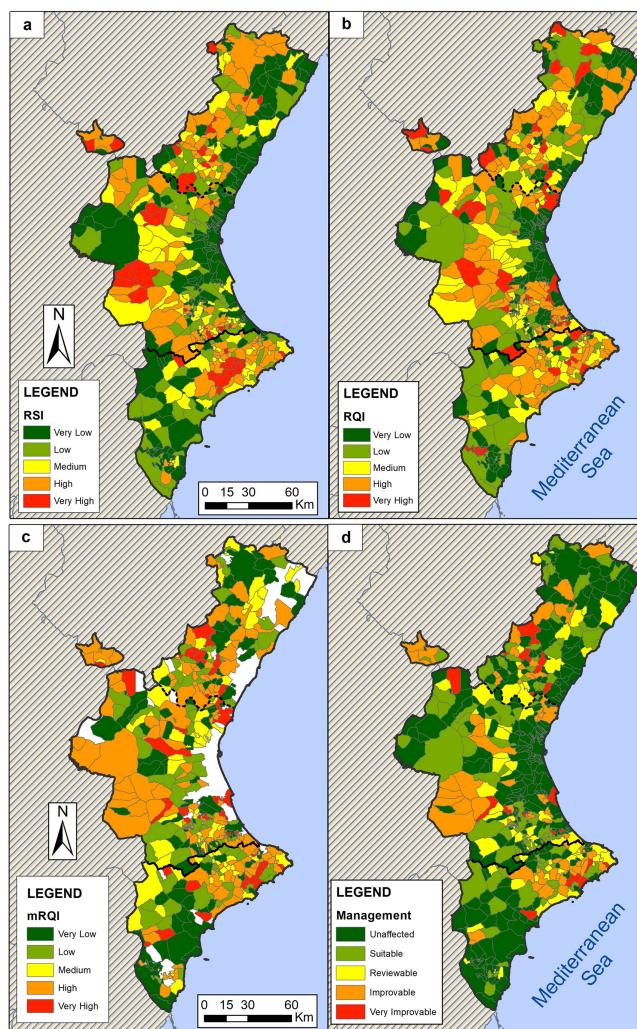 a
N
LEGEND
RSI
Very Low
Low
Medium
High
Very High
0 15 30 60
Km
b
LEGEND
RQI
Very Low
Low
Medium
High
Very High
Mediterranean
Sea
c
N
LEGEND
mRQI
Very Low
Low
Medium
High
Very High
0 15 30 60
Km
d
LEGEND
Management
Unaffected
Suitable
Reviewable
Improvable
Very Improvable
Mediterranean
Sea